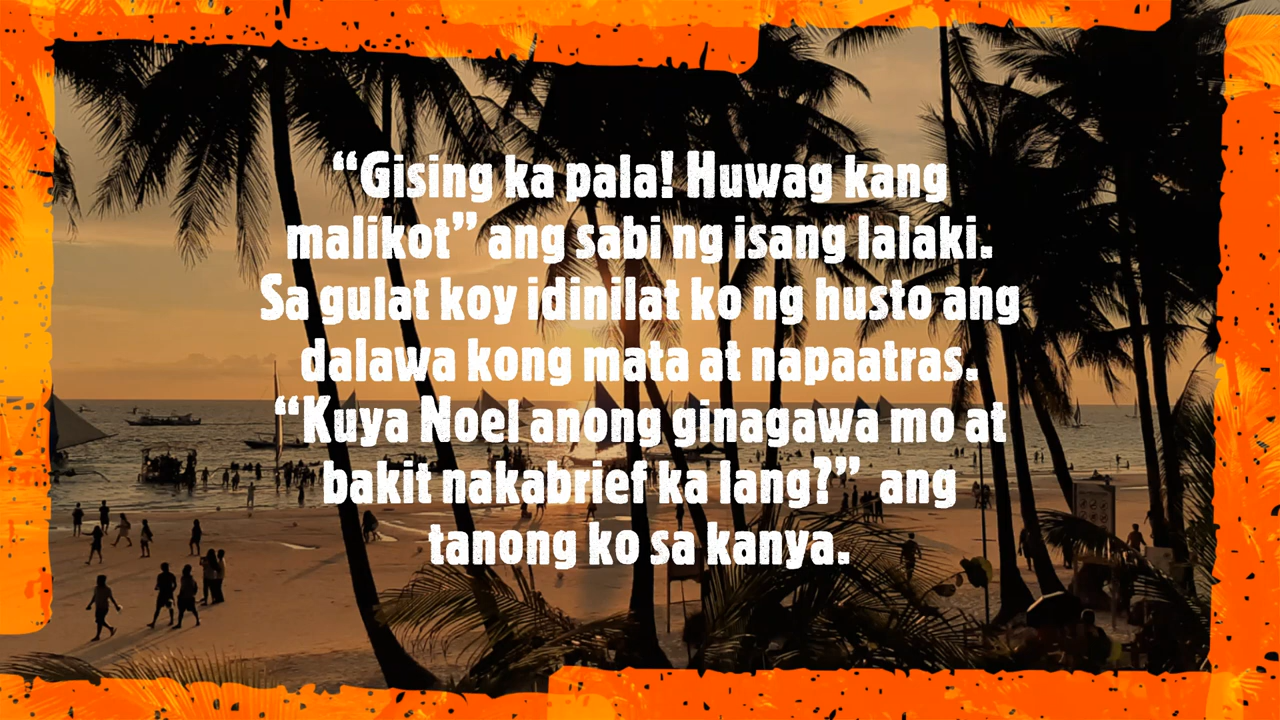 “Gising ka pala! Huwag kang
malikot” ang sabi ng isang lalaki.
Sa gulat koy idinilat ko ng husto ang
dalawa kong mata at napaatras.
“Kuya Noel anong ginagawa mo at
bakit nakabrief ka lang?” ang
tanong ko sa kanya.